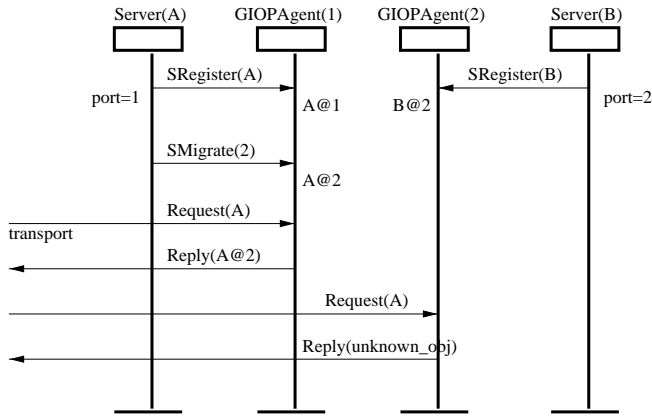 Server(A) GIOPAgent(1) GIOPAgent(2) Server(B)
SRegister(A) SRegister(B)
port=1 A@1 B@2 port=2
SMigrate(2)
A@2
Request(A)
transport
Reply(A@2)
Request(A)
Reply(unknown_obj)